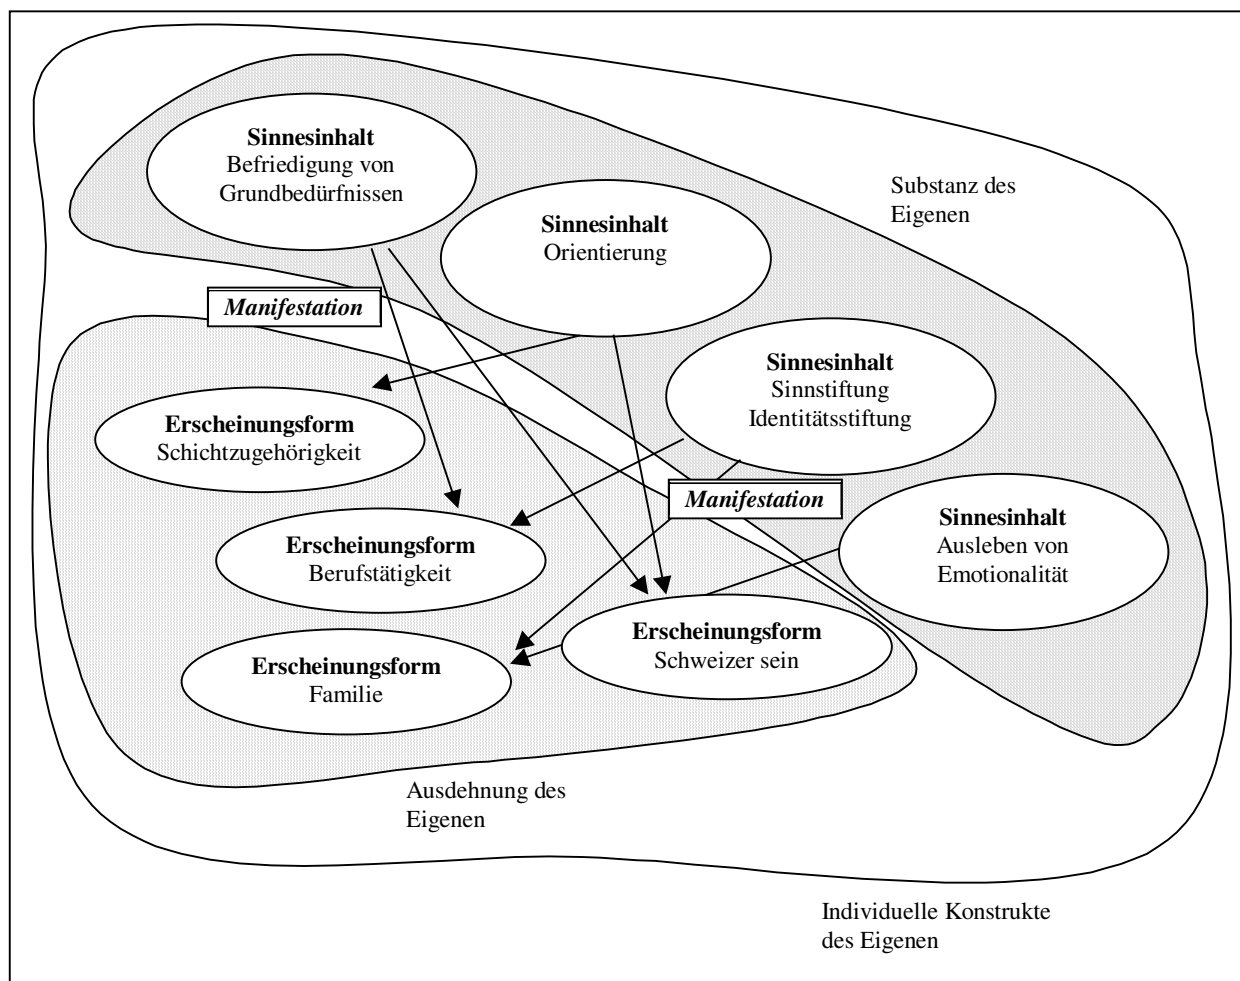 Sinnesinhalt
Befriedigung von
Grundbedürfnissen
Substanz des
Eigenen
Sinnesinhalt
Orientierung
Manifestation
Sinnesinhalt
Sinnstiftung
Identitätsstiftung
Erscheinungsform
Schichtzugehörigkeit
Manifestation
Sinnesinhalt
Ausleben von
Emotionalität
Erscheinungsform
Berufstätigkeit
Erscheinungsform
Schweizer sein
Erscheinungsform
Familie
Ausdehnung des
Eigenen
Individuelle Konstrukte
des Eigenen